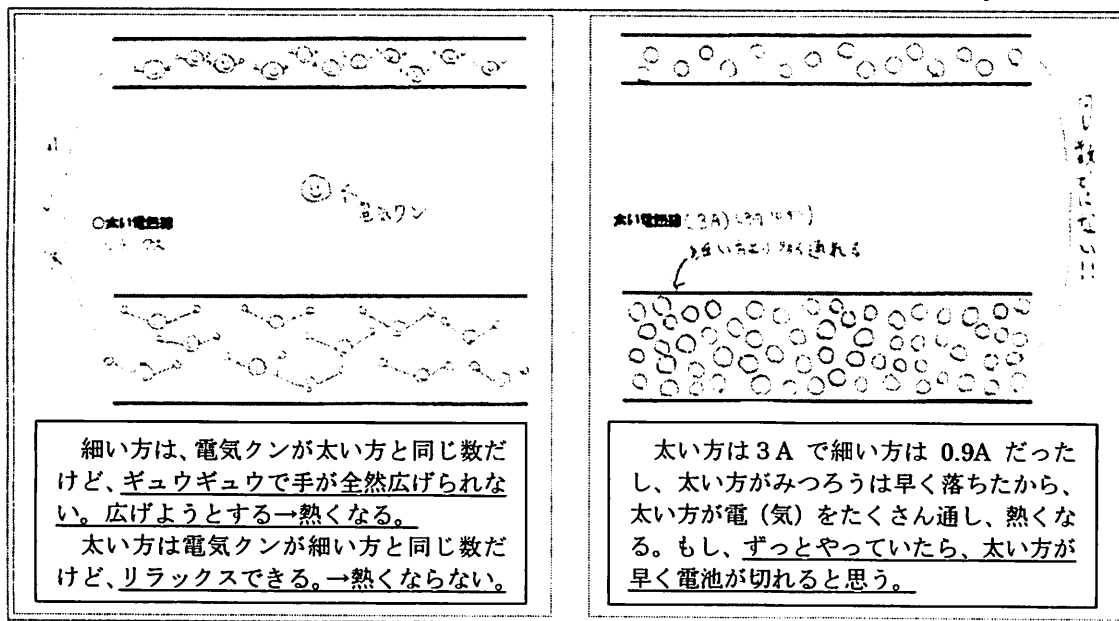 電気クン
○太い電熱線
細い方は、電気クンが太い方と同じ数だ
けど、ギュウギュウで手が全然広げられな
い。広げようとする→熱くなる。
太い方は電気クンが細い方と同じ数だ
けど、リラックスできる。→熱くならない。
同じ数でない!!
太い電熱線(3A)
細い方より多く通れる
太い方は3A で細い方は 0.9A だった
し、太い方がみつろうは早く落ちたから、
太い方が電（気）をたくさん通し、熱くな
る。もし、ずっとやっていたら、太い方が
早く電池が切れると思う。